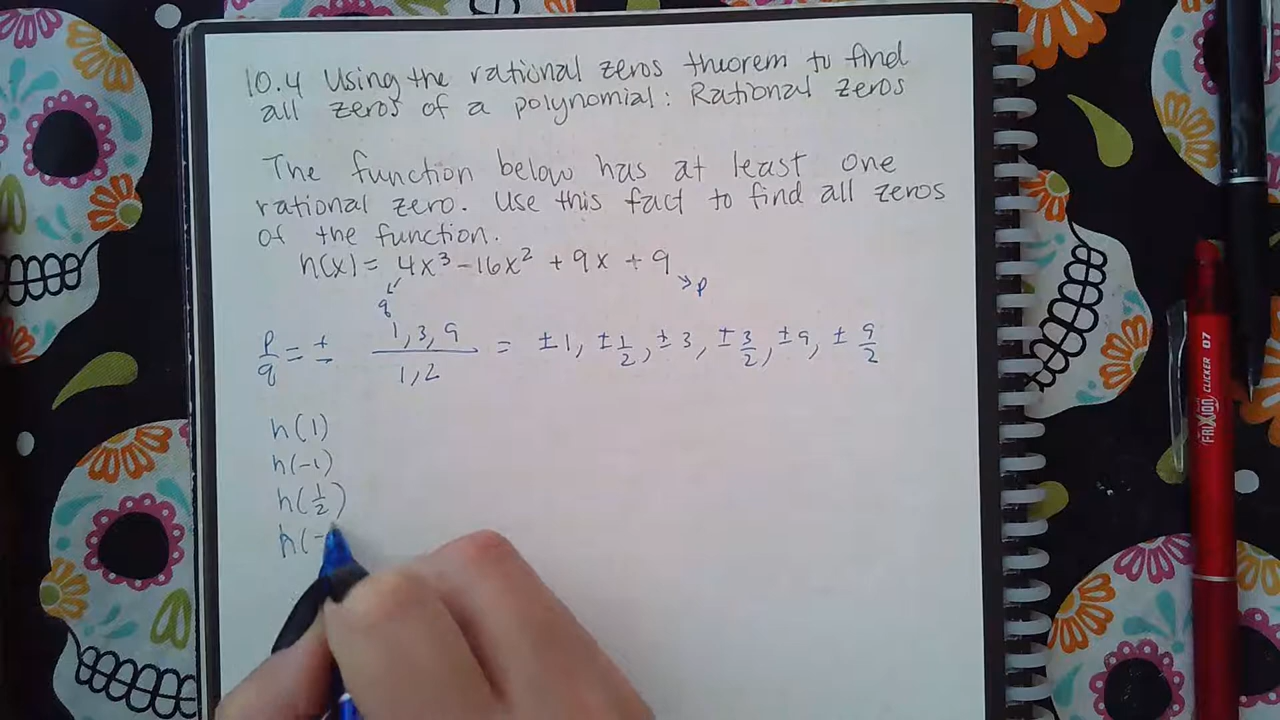 10.4 Using the rational zeros theorem to find
all zeros of a polynomial: Rational zeros
The function below has at least one
rational zero. Use this fact to find all zeros
of the function.
h(x) = 4x³ - 16x² + 9x + 9
q
p
p/q = ± 1, 3, 9 / 1, 2 = ±1, ±1/2, ±3, ±3/2, ±9, ±9/2
h(1)
h(-1)
h(1/2)
h(-
FRIXION CLICKER 07